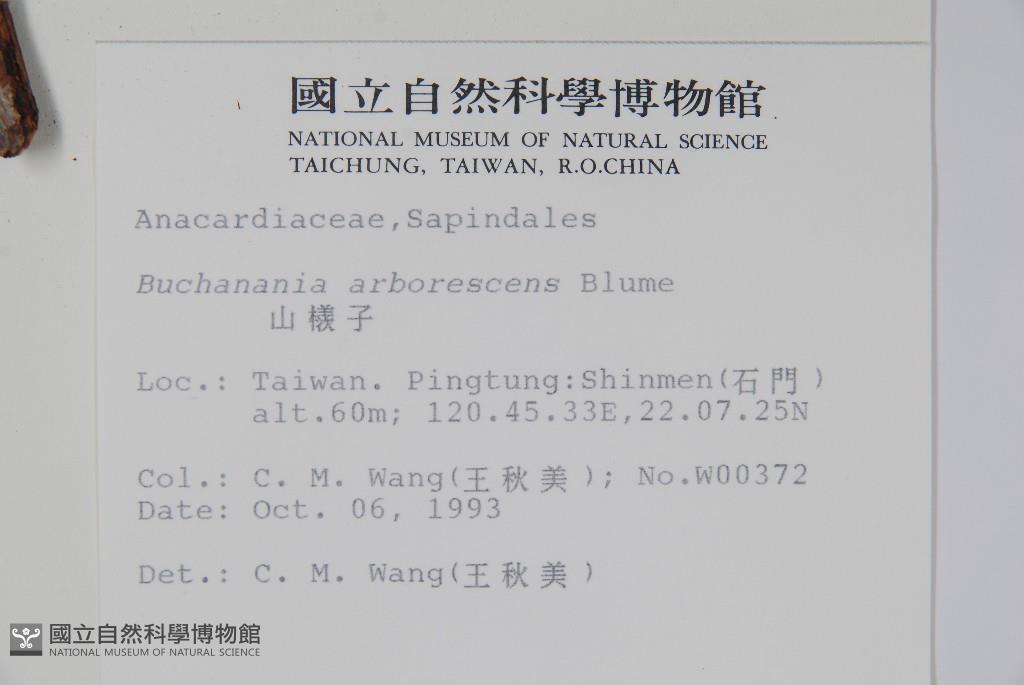 國立自然科學博物館
NATIONAL MUSEUM OF NATURAL SCIENCE
TAICHUNG, TAIWAN, R.O.CHINA
Anacardiaceae,Sapindales
Buchanania arborescens Blume
山檨子
Loc.: Taiwan. Pingtung:Shinmen(石門)
alt.60m; 120.45.33E,22.07.25N
Col.: C. M. Wang(王秋美); No.W00372
Date: Oct. 06, 1993
Det.: C. M. Wang(王秋美)
國立自然科學博物館
NATIONAL MUSEUM OF NATURAL SCIENCE